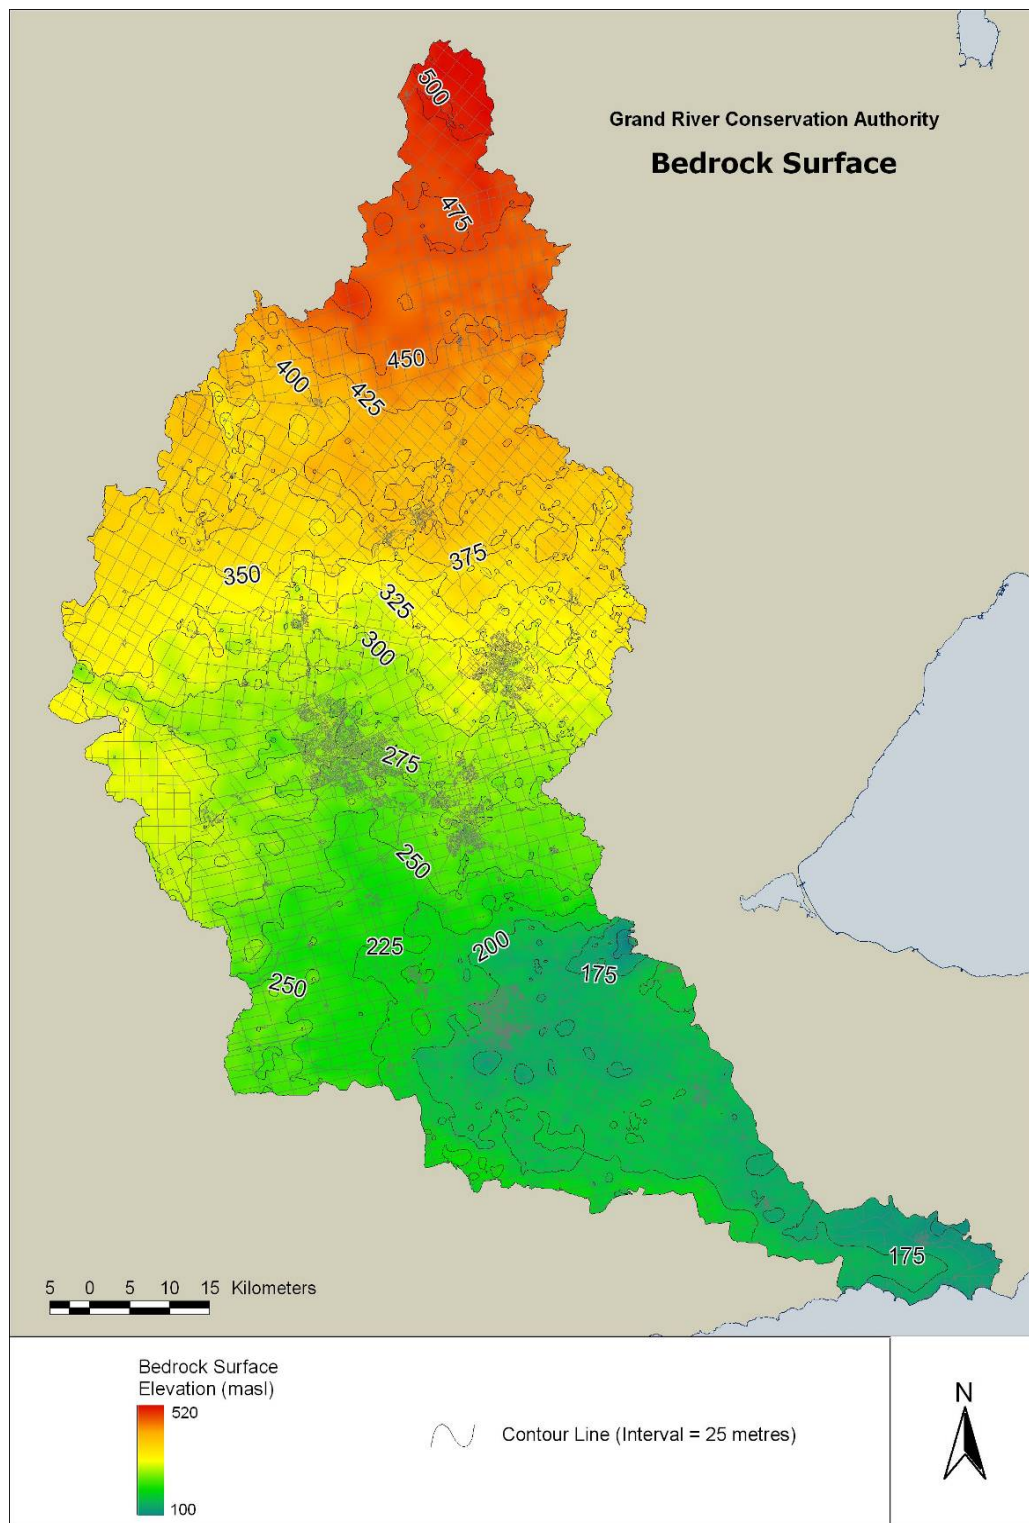 Grand River Conservation Authority
Bedrock Surface
500
475
450
400
425
375
350
325
300
275
250
225
200
175
250
175
5 0 5 10 15 Kilometers
Bedrock Surface
Elevation (masl)
520
100
Contour Line (Interval = 25 metres)
N